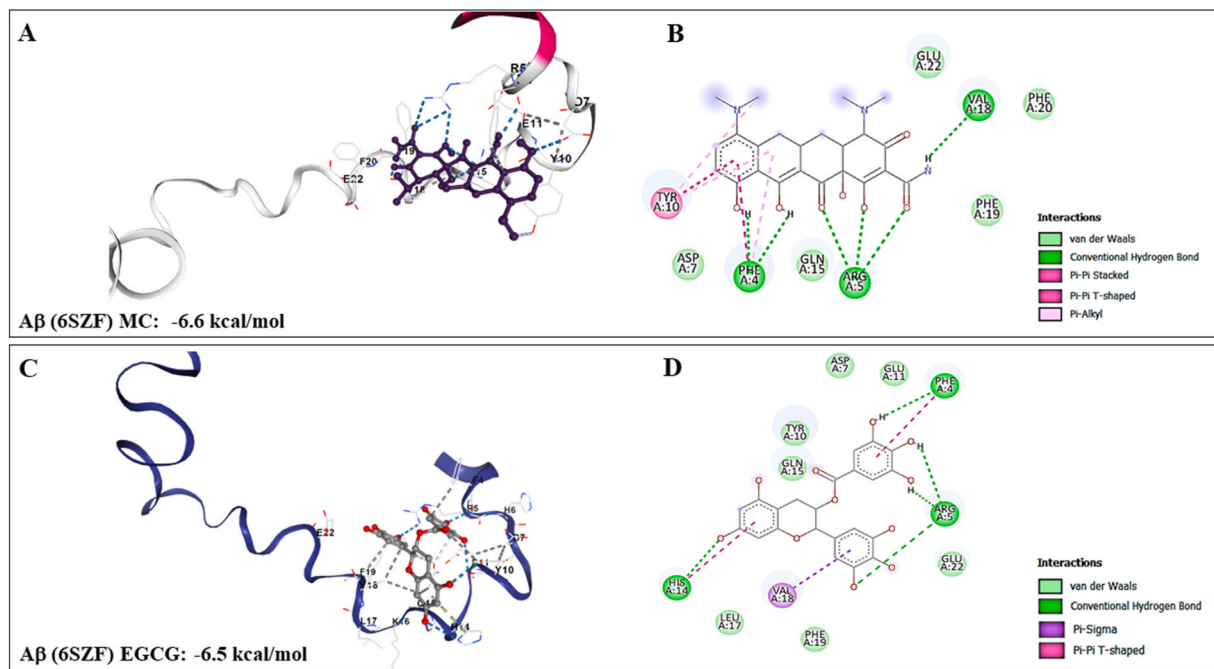 A
R5
D7
E11
Y10
F20
E22
B
GLU
A:22
VAL
A:18
PHE
A:20
H
N
N
O
O
N
TYR
A:10
PHE
A:19
O
O
O
O
O
O
H
H
ASP
A:7
PHE
A:4
GLN
A:15
ARG
A:5
Interactions
van der Waals
Conventional Hydrogen Bond
Pi-Pi Stacked
Pi-Pi T-shaped
Pi-Alkyl
Aβ (6SZF) MC: -6.6 kcal/mol
C
F4
R5
H6
Y10
E22
F19
L17
K16
H14
D
ASP
A:7
GLU
A:11
PHE
A:4
TYR
A:10
GLN
A:15
ARG
A:5
GLU
A:22
HIS
A:14
VAL
A:18
LEU
A:17
PHE
A:19
Interactions
van der Waals
Conventional Hydrogen Bond
Pi-Sigma
Pi-Pi T-shaped
Aβ (6SZF) EGCG: -6.5 kcal/mol